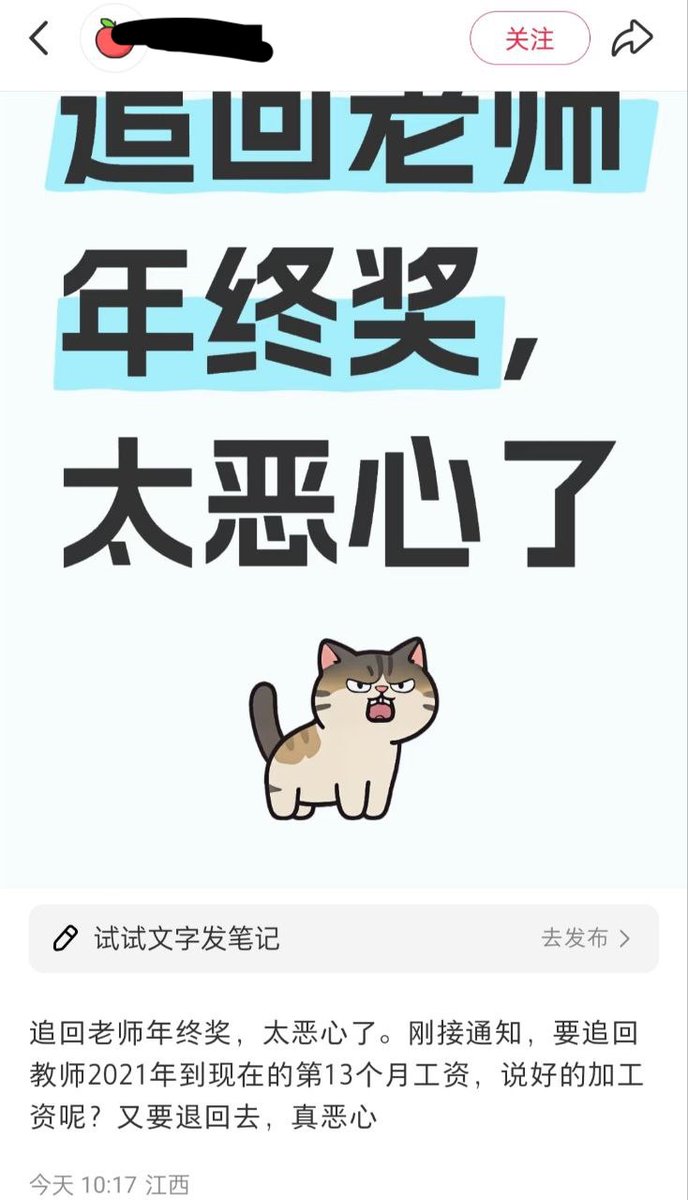 关注
追回老师
年终奖，
太恶心了
试试文字发笔记
去发布
追回老师年终奖，太恶心了。刚接通知，要追回
教师2021年到现在的第13个月工资，说好的加工
资呢？又要退回去，真恶心
今天 10:17 江西